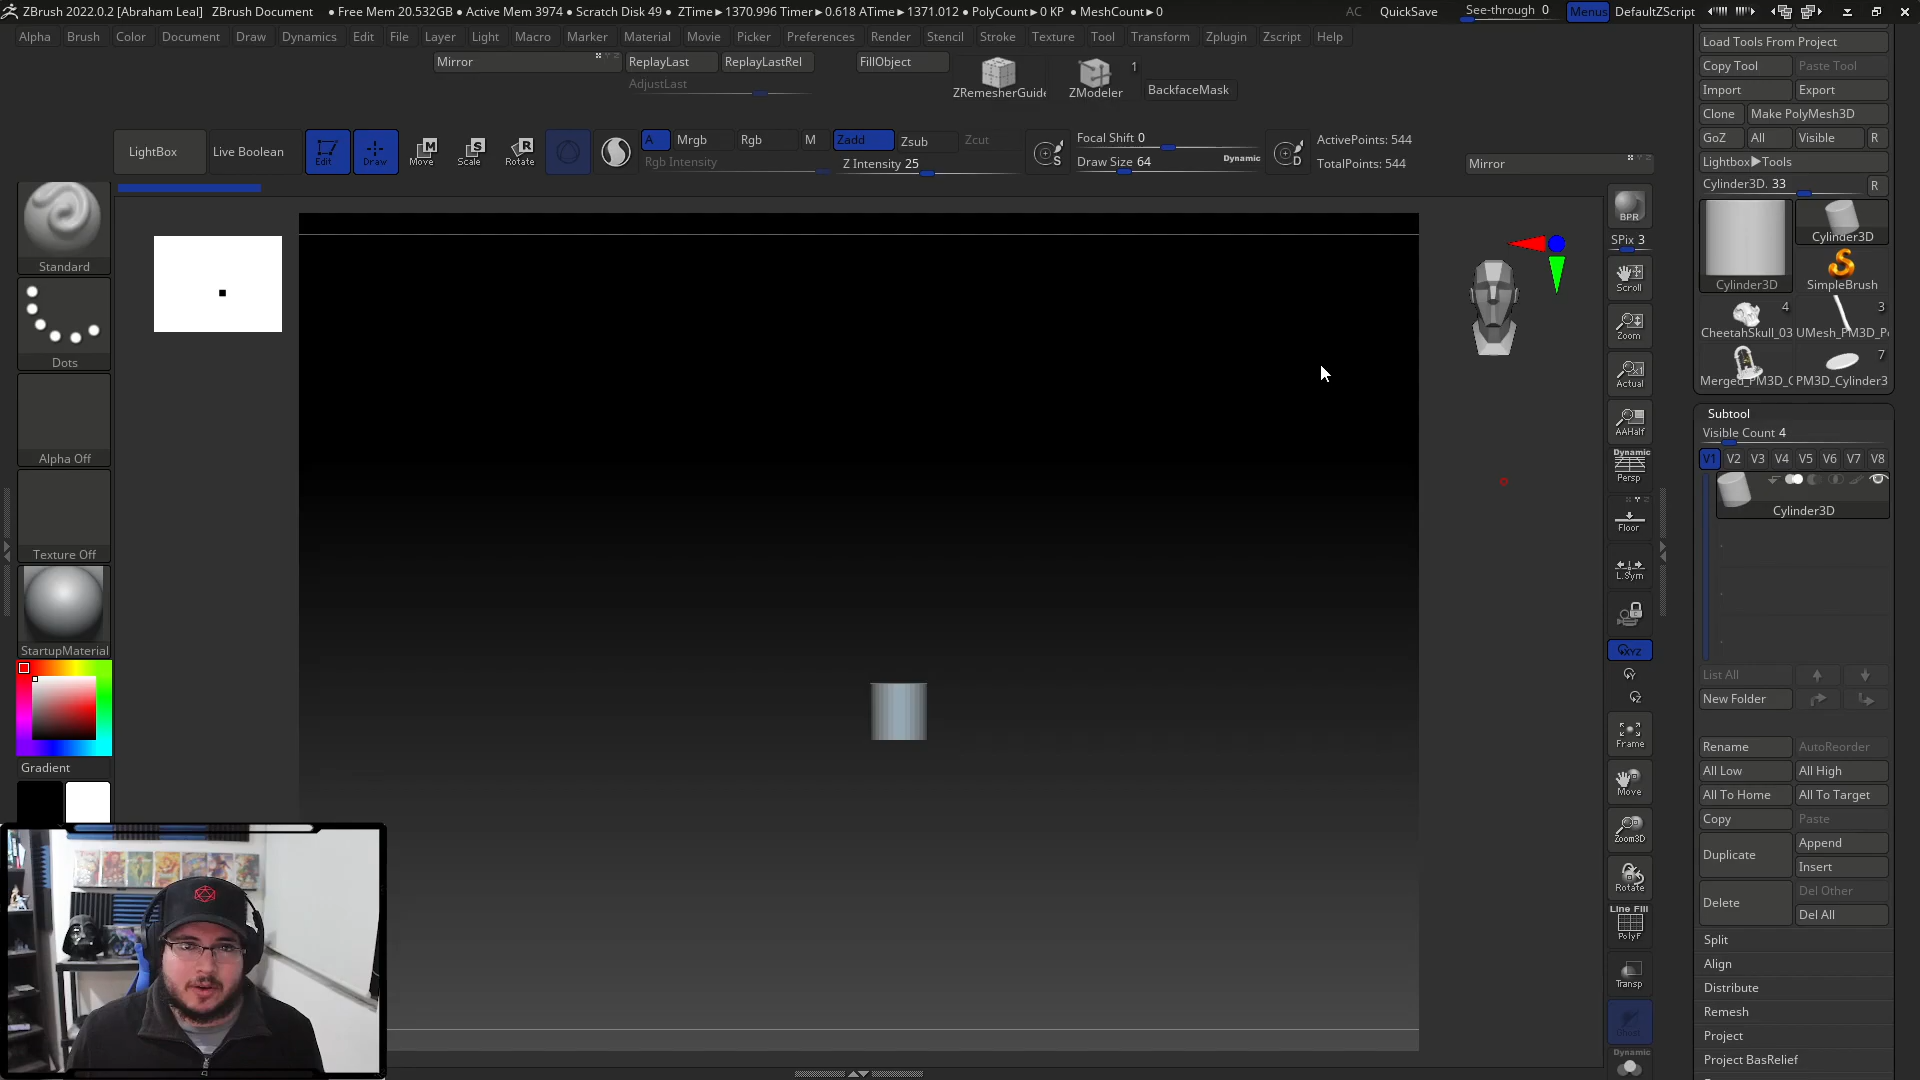 ZBrush 2022.0.2 [Abraham Leal]   ZBrush Document   • Free Mem 20.532GB • Active Mem 3974 • Scratch Disk 49 •  ZTime►1370.996 Timer►0.618 ATime►1371.012 • PolyCount►0 KP  • MeshCount►0   AC   QuickSave   See-through 0   Menus   DefaultZScript
Alpha Brush Color Document Draw Dynamics Edit File Layer Light Macro Marker Material Movie Picker Preferences Render Stencil Stroke Texture Tool Transform Zplugin Zscript Help
Mirror   ReplayLast   ReplayLastRel   FillObject
AdjustLast
ZRemesherGuide   ZModeler   1   BackfaceMask
LightBox   Live Boolean   Edit   Draw   Move   Scale   Rotate
M   S   R
A   Mrgb   Rgb   M   Zadd   Zsub   Zcut
Rgb Intensity   Z Intensity 25
S   Focal Shift 0
Draw Size 64   Dynamic
D   ActivePoints: 544
TotalPoints: 544
Mirror
Standard
Dots
Alpha Off
Texture Off
StartupMaterial
Gradient
BPR
SPix 3
Scroll
Zoom
Actual
AAHalf
Dynamic
Persp
Floor
L.Sym
XYZ
Frame
Move
Zoom3D
Rotate
Line Fill
PolyF
Transp
Ghost
Dynamic
Load Tools From Project
Copy Tool   Paste Tool
Import   Export
Clone   Make PolyMesh3D
GoZ   All   Visible   R
Lightbox►Tools
Cylinder3D. 33   R
Cylinder3D   Cylinder3D
SimpleBrush
4   3
CheetahSkull_03
7
Subtool
Visible Count 4
V1 V2 V3 V4 V5 V6 V7 V8
Cylinder3D
List All
New Folder
Rename   AutoReorder
All Low   All High
All To Home   All To Target
Copy   Paste
Duplicate   Append
Insert
Delete   Del Other
Del All
Split
Align
Distribute
Remesh
Project
Project BasRelief